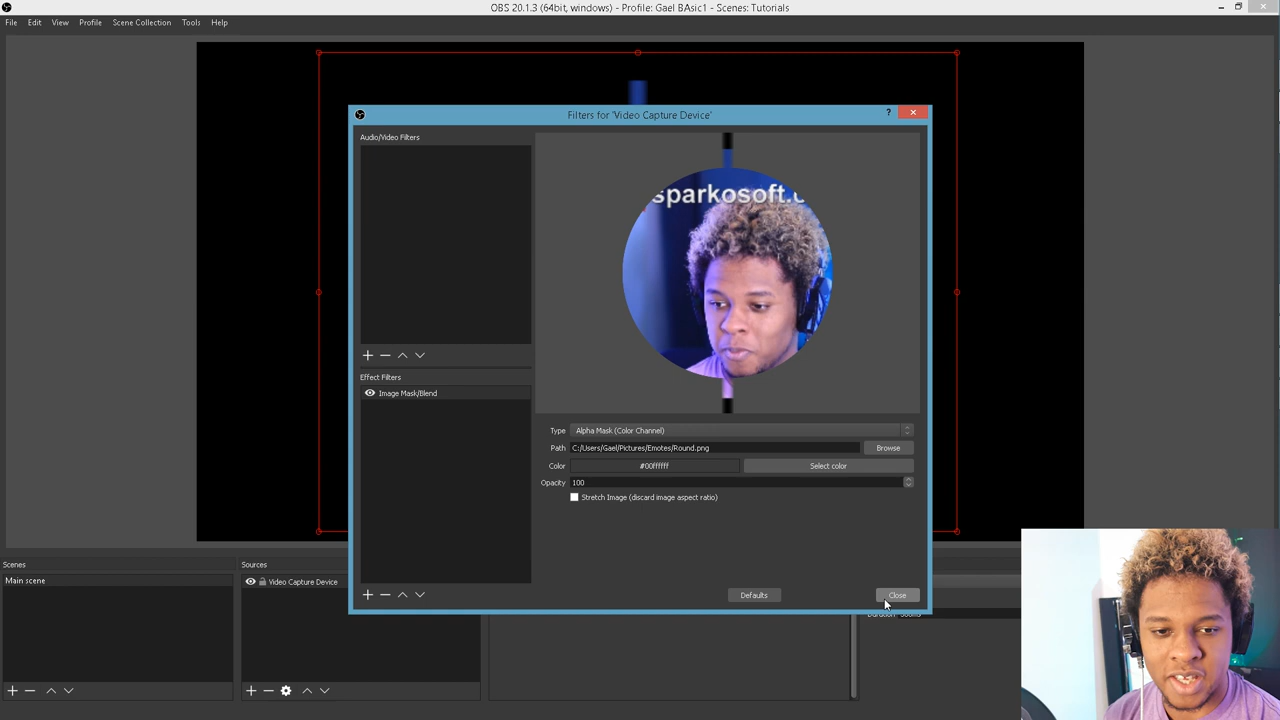 OBS 20.1.3 (64bit, windows) - Profile: Gael BAsic1 - Scenes: Tutorials
File Edit View Profile Scene Collection Tools Help
Filters for 'Video Capture Device'
?
Audio/Video Filters
sparkosoft.c
Effect Filters
Image Mask/Blend
Type Alpha Mask (Color Channel)
Path C:/Users/Gael/Pictures/Emotes/Round.png Browse
Color #00ffffff Select color
Opacity 100
Stretch Image (discard image aspect ratio)
Defaults Close
Scenes
Main scene
Sources
Video Capture Device